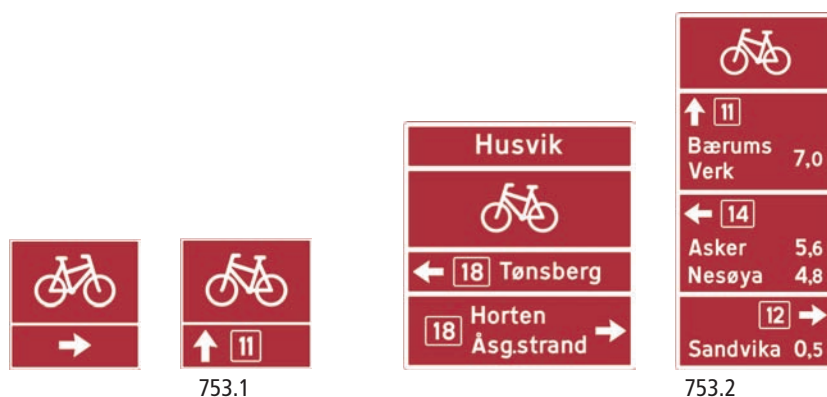 11
753.1
Husvik
18 Tønsberg
18
Horten
Åsg.strand
11
Bærums
Verk
7,0
14
Asker 5,6
Nesøya 4,8
12
Sandvika 0,5
753.2